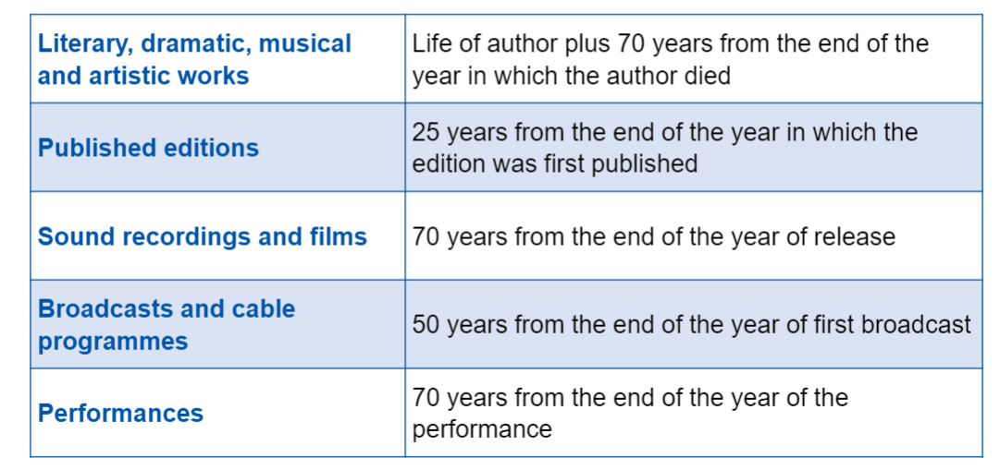 Literary, dramatic, musical
and artistic works
Life of author plus 70 years from the end of the
year in which the author died
Published editions
25 years from the end of the year in which the
edition was first published
Sound recordings and films
70 years from the end of the year of release
Broadcasts and cable
programmes
50 years from the end of the year of first broadcast
Performances
70 years from the end of the year of the
performance